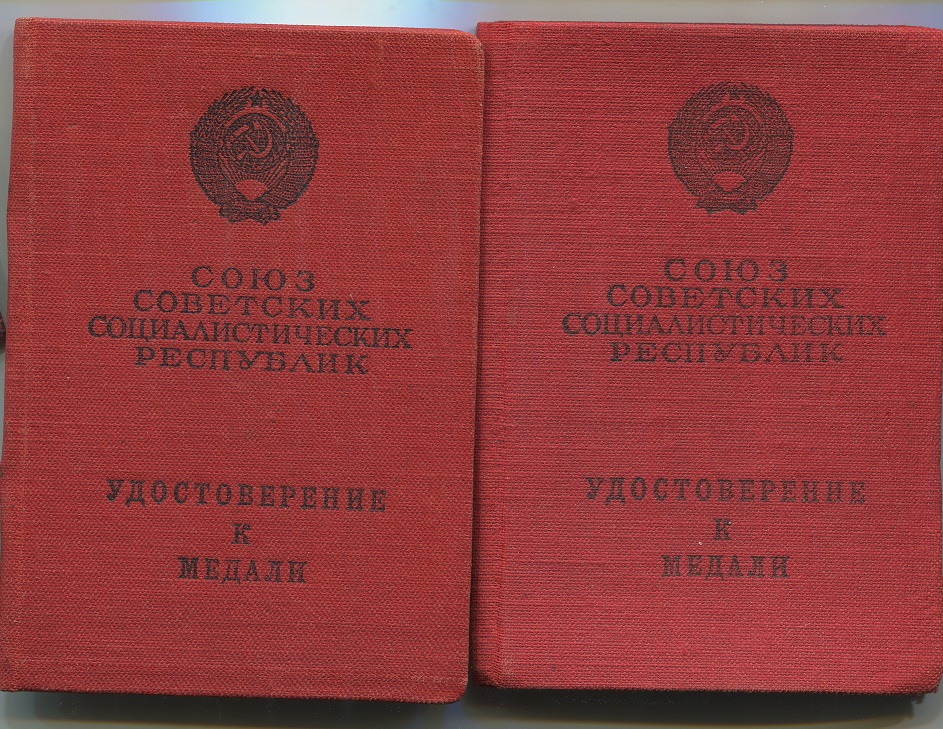 СОЮЗ
СОВЕТСКИХ
СОЦИАЛИСТИЧЕСКИХ
РЕСПУБЛИК
УДОСТОВЕРЕНИЕ
К
МЕДАЛИ
СОЮЗ
СОВЕТСКИХ
СОЦИАЛИСТИЧЕСКИХ
РЕСПУБЛИК
УДОСТОВЕРЕНИЕ
К
МЕДАЛИ